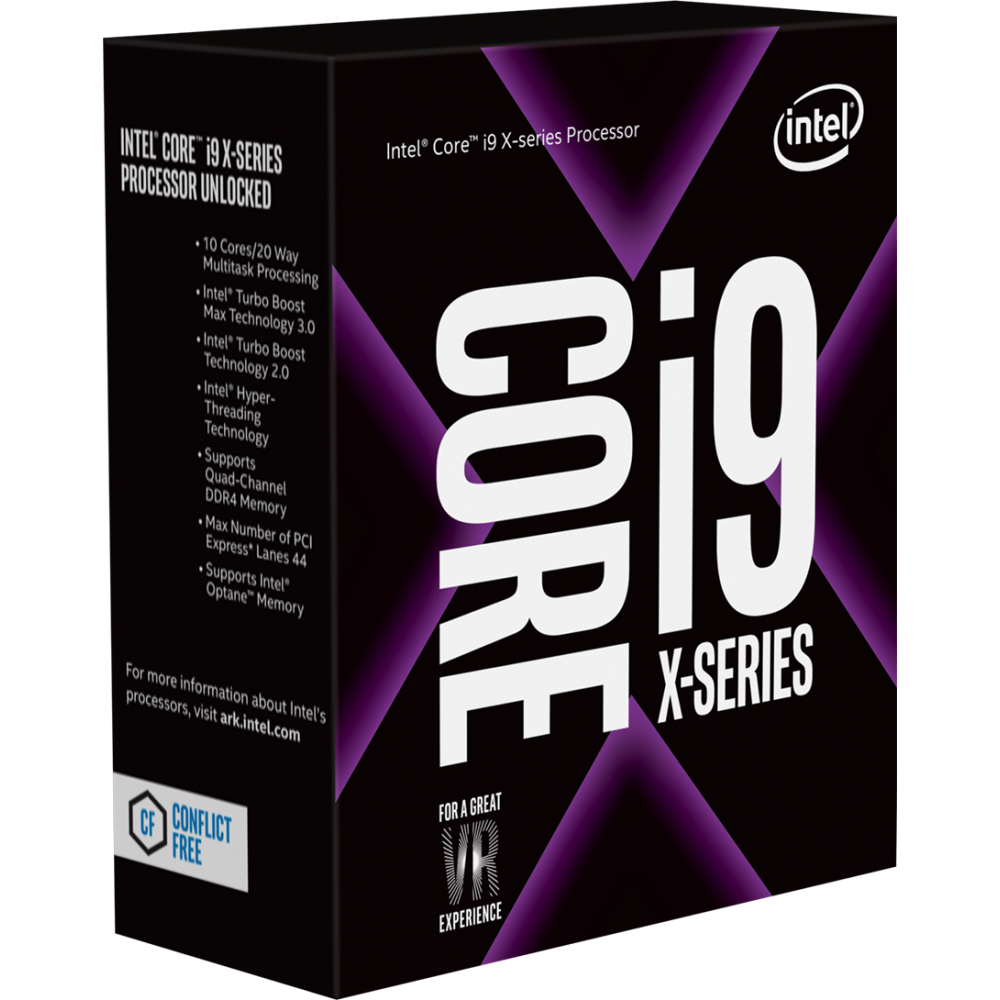 INTEL® CORE™ i9 X-SERIES
PROCESSOR UNLOCKED
• 10 Cores/20 Way
Multitask Processing
• Intel® Turbo Boost
Max Technology 3.0
• Intel® Turbo Boost
Technology 2.0
• Intel® Hyper-
Threading
Technology
• Supports
Quad-Channel
DDR4 Memory
• Max Number of PCI
Express* Lanes 44
• Supports Intel®
Optane™ Memory
For more information about Intel's
processors, visit ark.intel.com
CF
CONFLICT
FREE
Intel® Core™ i9 X-series Processor
intel®
CORE
i9
X-SERIES
FOR A GREAT
VR
EXPERIENCE